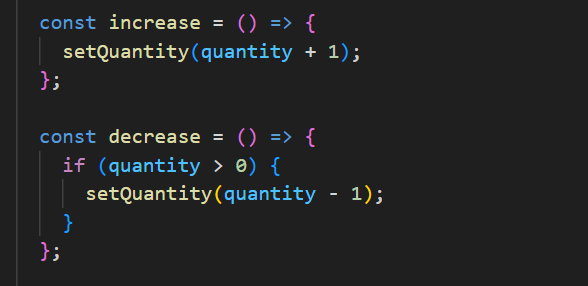 const increase = () => {
  setQuantity(quantity + 1);
};

const decrease = () => {
  if (quantity > 0) {
    setQuantity(quantity - 1);
  }
};